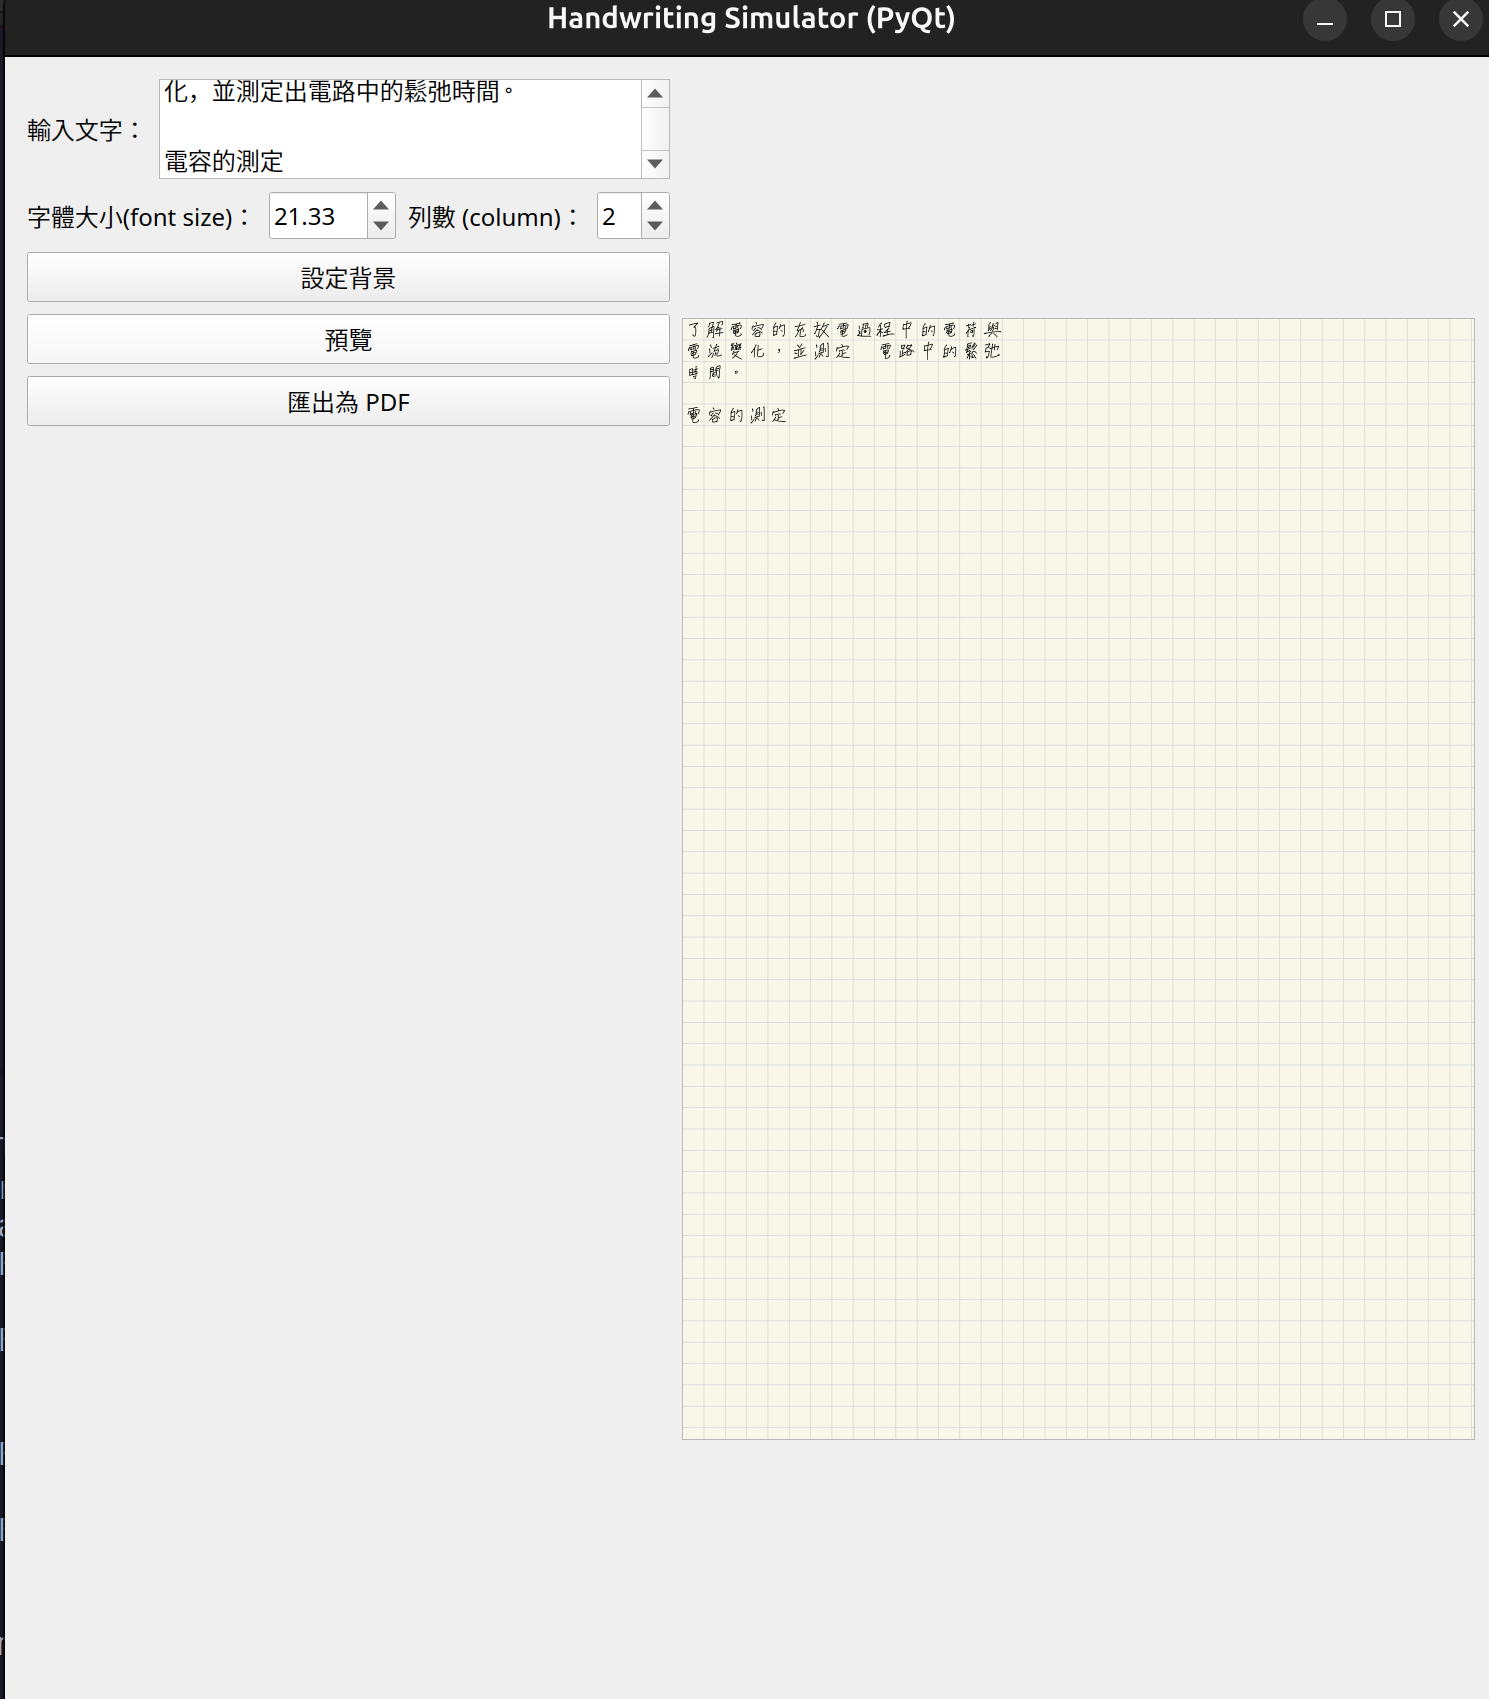 Handwriting Simulator (PyQt)
輸入文字：
化，並測定出電路中的鬆弛時間。
電容的測定
字體大小(font size)：
21.33
列數 (column)：
2
設定背景
預覽
匯出為 PDF
了解電容的充放電過程中的電荷與
電流變化，並測定 電路中的鬆弛
時間。
電容的測定